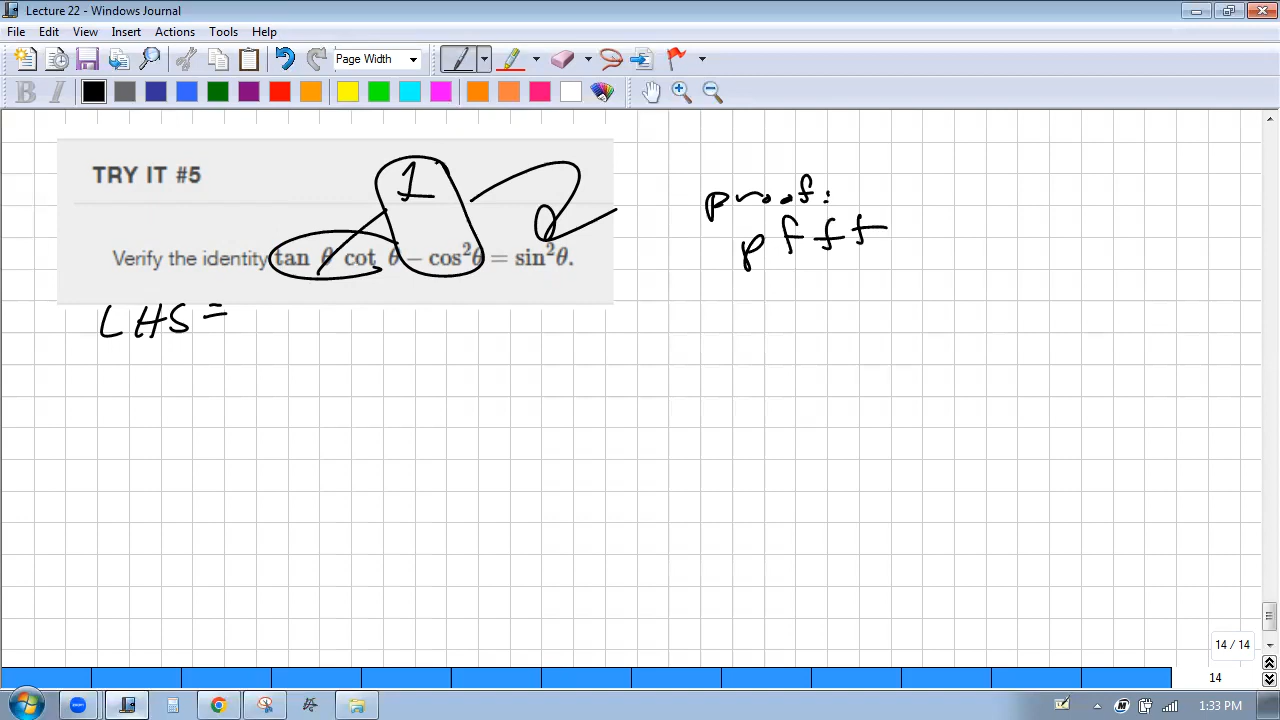 Lecture 22 - Windows Journal
File Edit View Insert Actions Tools Help
Page Width
B I
TRY IT #5
1
Verify the identity tan θ cot θ − cos²θ = sin²θ.
LHS =
proof:
pfft
14 / 14
14
1:33 PM